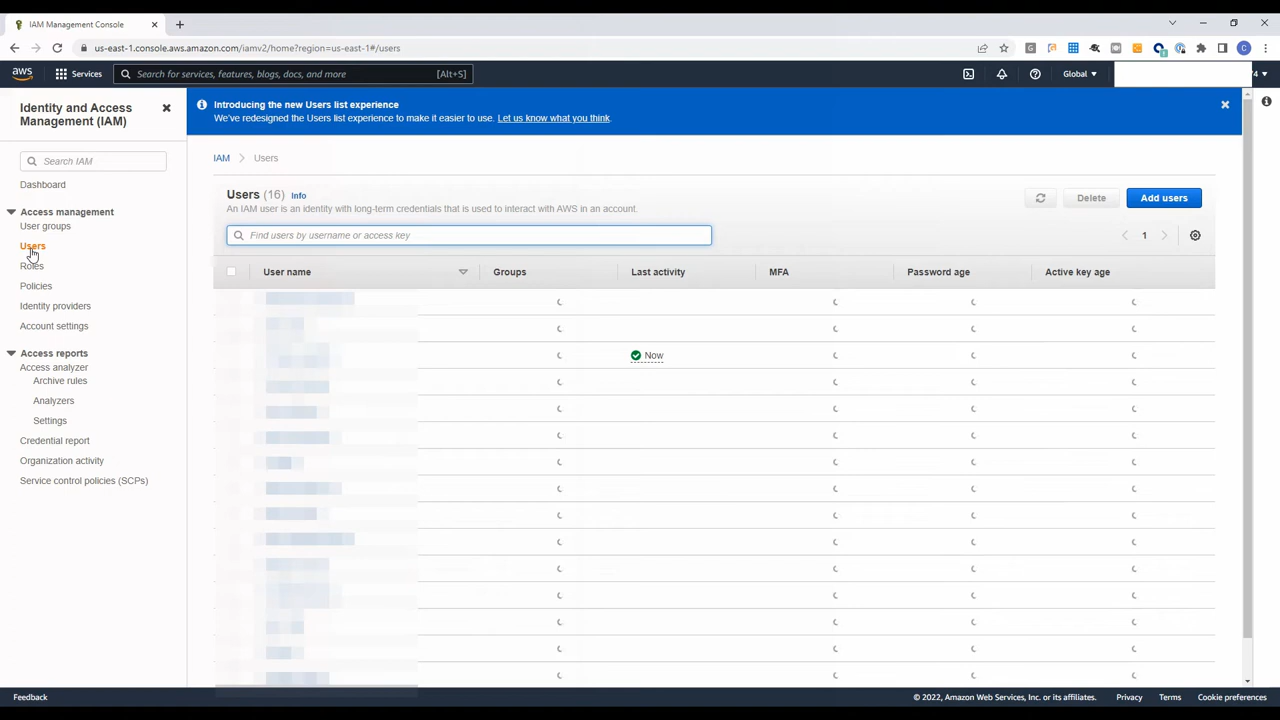 IAM Management Console
us-east-1.console.aws.amazon.com/iamv2/home?region=us-east-1#/users
aws
Services
Search for services, features, blogs, docs, and more
[Alt+S]
Global
Identity and Access
Management (IAM)
Search IAM
Dashboard
Access management
User groups
Users
Roles
Policies
Identity providers
Account settings
Access reports
Access analyzer
Archive rules
Analyzers
Settings
Credential report
Organization activity
Service control policies (SCPs)
Introducing the new Users list experience
We've redesigned the Users list experience to make it easier to use. Let us know what you think.
IAM > Users
Users (16) Info
An IAM user is an identity with long-term credentials that is used to interact with AWS in an account.
Delete
Add users
Find users by username or access key
1
User name Groups Last activity MFA Password age Active key age
Now
Feedback
© 2022, Amazon Web Services, Inc. or its affiliates. Privacy Terms Cookie preferences